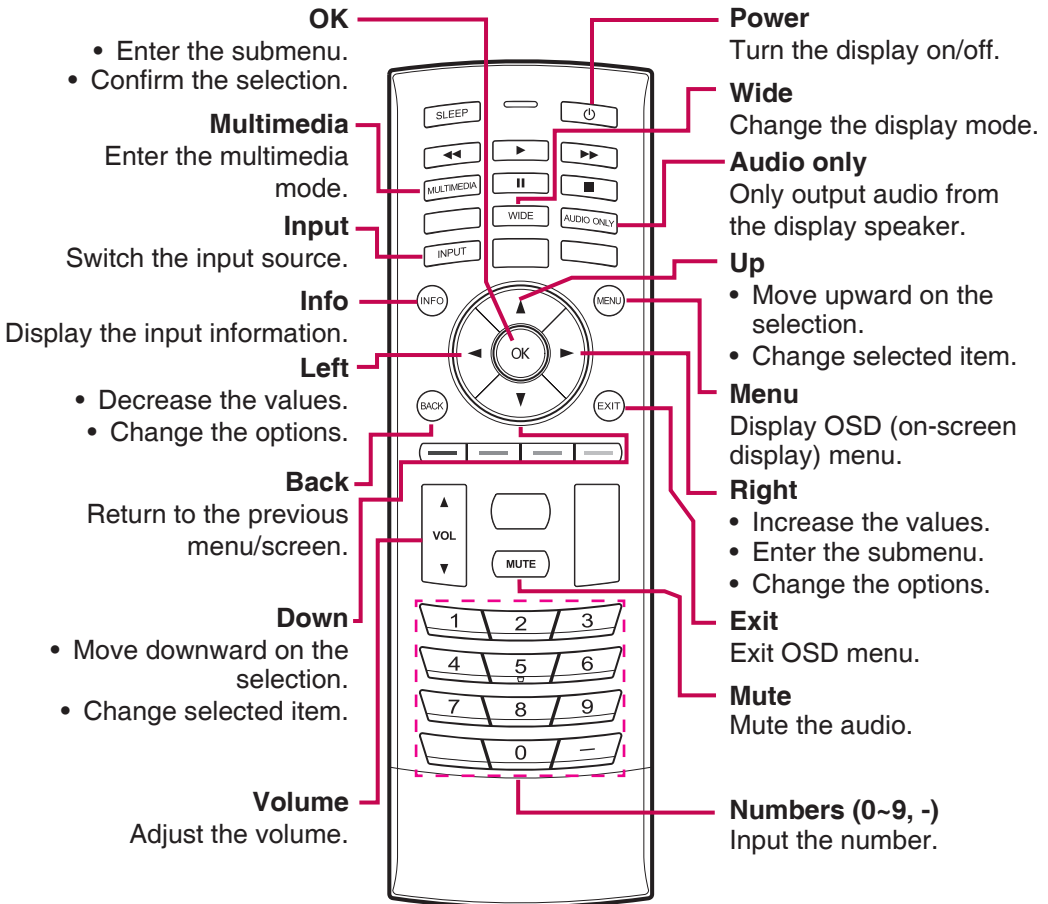 OK
• Enter the submenu.
• Confirm the selection.
Multimedia
Enter the multimedia
mode.
Input
Switch the input source.
Info
Display the input information.
Left
• Decrease the values.
• Change the options.
Back
Return to the previous
menu/screen.
Down
• Move downward on the
selection.
• Change selected item.
Volume
Adjust the volume.
SLEEP
MULTIMEDIA
WIDE
AUDIO ONLY
INPUT
INFO
MENU
OK
BACK
EXIT
VOL
MUTE
1 2 3
4 5 6
7 8 9
0 –
Power
Turn the display on/off.
Wide
Change the display mode.
Audio only
Only output audio from
the display speaker.
Up
• Move upward on the
selection.
• Change selected item.
Menu
Display OSD (on-screen
display) menu.
Right
• Increase the values.
• Enter the submenu.
• Change the options.
Exit
Exit OSD menu.
Mute
Mute the audio.
Numbers (0~9, -)
Input the number.